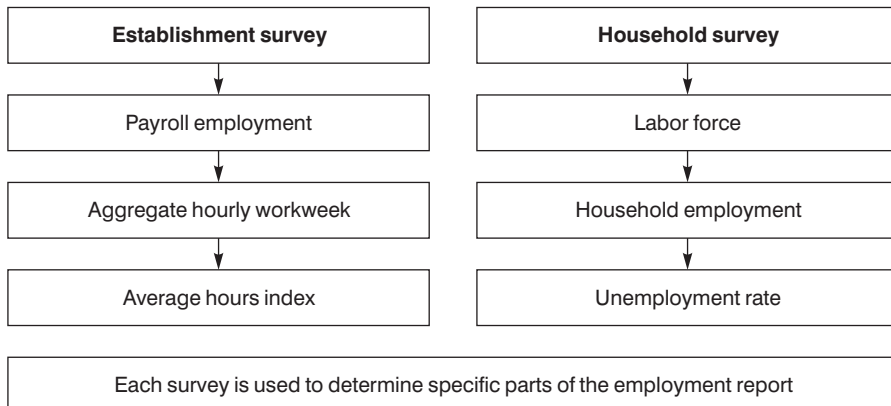 Establishment survey
Payroll employment
Aggregate hourly workweek
Average hours index
Household survey
Labor force
Household employment
Unemployment rate
Each survey is used to determine specific parts of the employment report